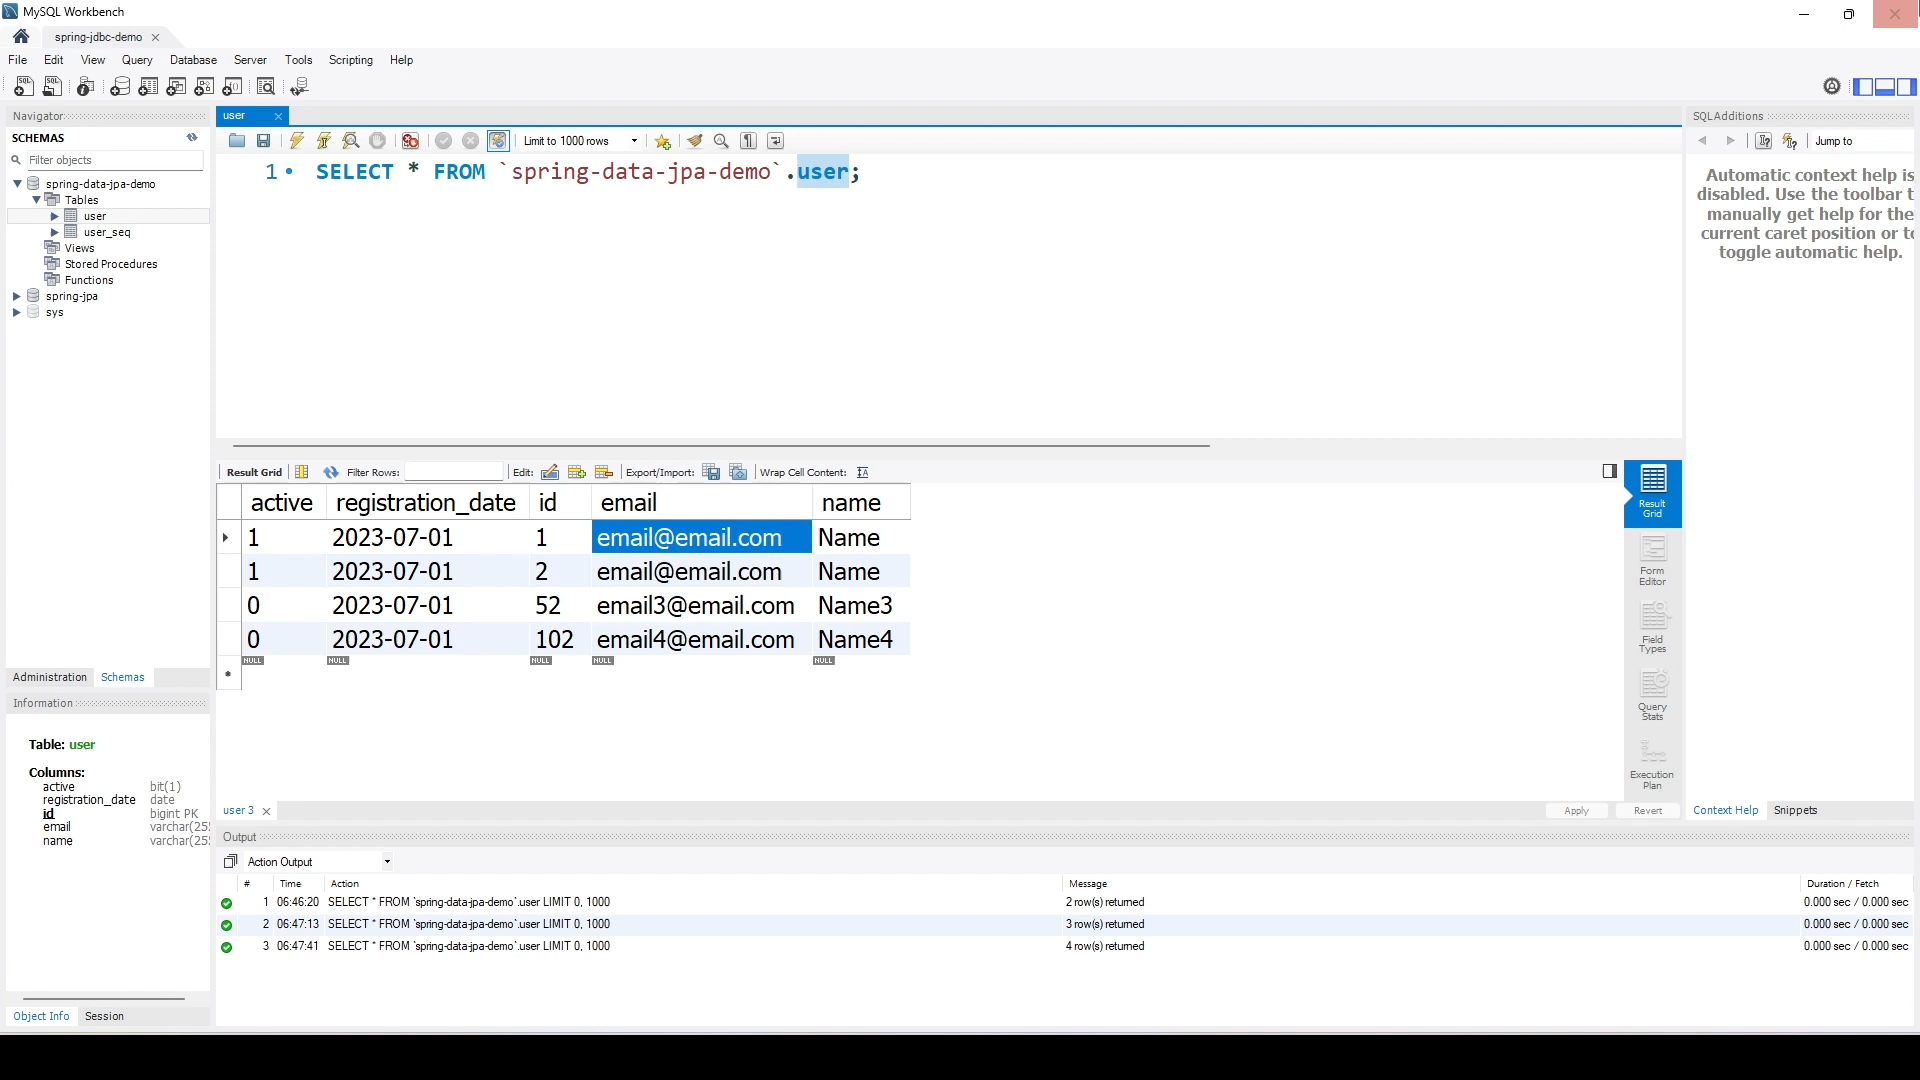 MySQL Workbench
spring-jdbc-demo
File Edit View Query Database Server Tools Scripting Help
Navigator
SCHEMAS
Filter objects
spring-data-jpa-demo
Tables
user
user_seq
Views
Stored Procedures
Functions
spring-jpa
sys
Administration Schemas
Information
Table: user
Columns:
active bit(1)
registration_date date
id bigint PK
email varchar(255
name varchar(255
Object Info Session
user
Limit to 1000 rows
1 SELECT * FROM `spring-data-jpa-demo`.user;
Result Grid Filter Rows: Edit: Export/Import: Wrap Cell Content:
active registration_date id email name
1 2023-07-01 1 email@email.com Name
1 2023-07-01 2 email@email.com Name
0 2023-07-01 52 email3@email.com Name3
0 2023-07-01 102 email4@email.com Name4
NULL NULL NULL NULL NULL
Result
Grid
Form
Editor
Field
Types
Query
Stats
Execution
Plan
user 3
Apply Revert
Output
Action Output
# Time Action Message Duration / Fetch
1 06:46:20 SELECT * FROM `spring-data-jpa-demo`.user LIMIT 0, 1000 2 row(s) returned 0.000 sec / 0.000 sec
2 06:47:13 SELECT * FROM `spring-data-jpa-demo`.user LIMIT 0, 1000 3 row(s) returned 0.000 sec / 0.000 sec
3 06:47:41 SELECT * FROM `spring-data-jpa-demo`.user LIMIT 0, 1000 4 row(s) returned 0.000 sec / 0.000 sec
SQLAdditions
Jump to
Automatic context help is
disabled. Use the toolbar t
manually get help for the
current caret position or to
toggle automatic help.
Context Help Snippets